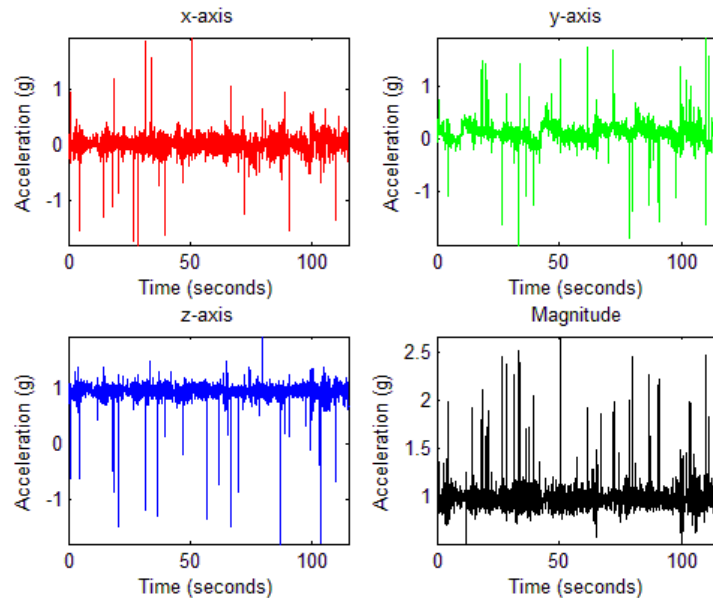 x-axis
Acceleration (g)
1
0
-1
0
50
100
Time (seconds)
y-axis
Acceleration (g)
1
0
-1
0
50
100
Time (seconds)
z-axis
Acceleration (g)
1
0
-1
0
50
100
Time (seconds)
Magnitude
Acceleration (g)
2.5
2
1.5
1
0
50
100
Time (seconds)